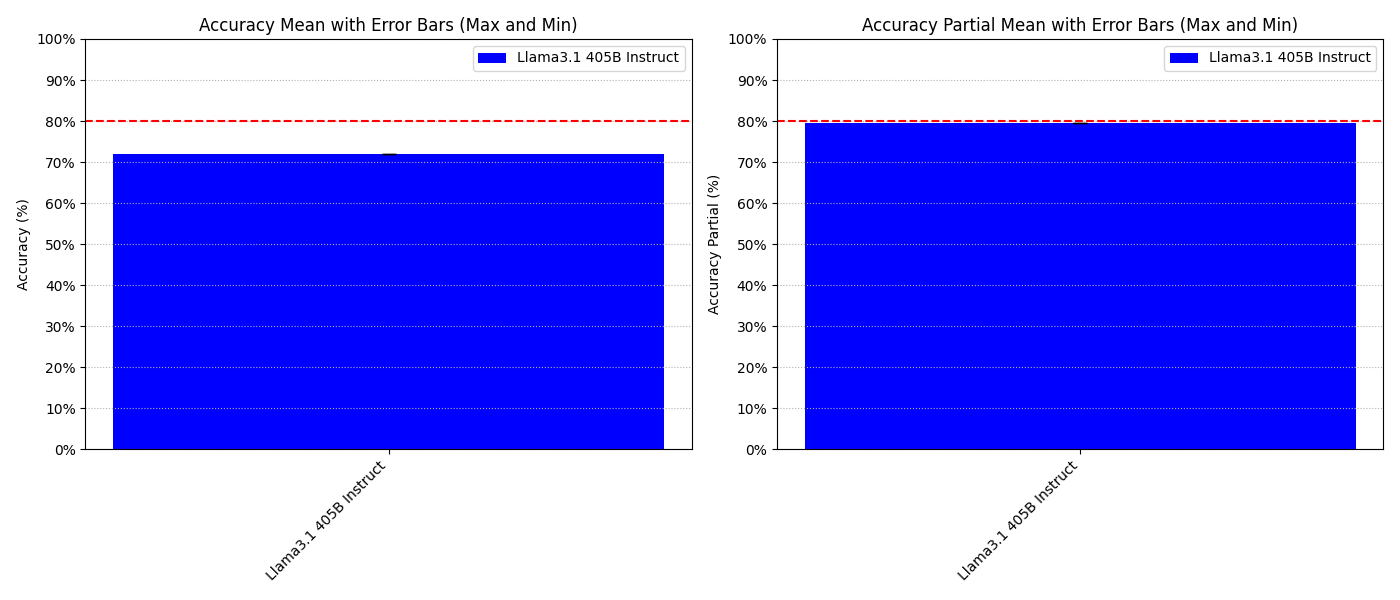 Accuracy Mean with Error Bars (Max and Min)
100%
90%
80%
70%
60%
50%
40%
30%
20%
10%
0%
Accuracy (%)
Llama3.1 405B Instruct
Llama3.1 405B Instruct
Accuracy Partial Mean with Error Bars (Max and Min)
100%
90%
80%
70%
60%
50%
40%
30%
20%
10%
0%
Accuracy Partial (%)
Llama3.1 405B Instruct
Llama3.1 405B Instruct